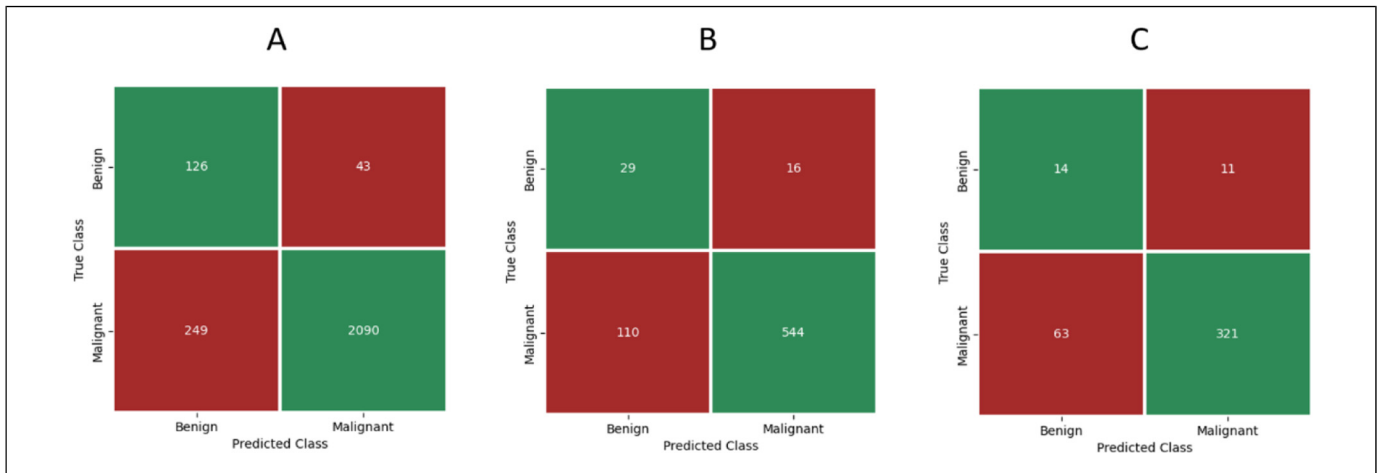 A
Benign
126
43
True Class
Malignant
249
2090
Benign
Malignant
Predicted Class
B
Benign
29
16
True Class
Malignant
110
544
Benign
Malignant
Predicted Class
C
Benign
14
11
True Class
Malignant
63
321
Benign
Malignant
Predicted Class